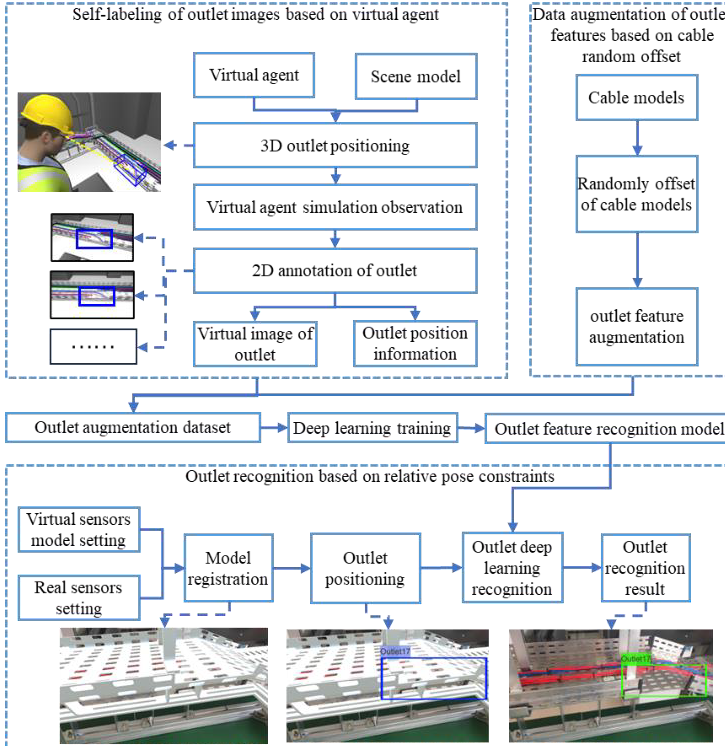 Self-labeling of outlet images based on virtual agent
Virtual agent
Scene model
3D outlet positioning
Virtual agent simulation observation
2D annotation of outlet
Virtual image of
outlet
Outlet position
information
......
Data augmentation of outlet
features based on cable
random offset
Cable models
Randomly offset
of cable models
outlet feature
augmentation
Outlet augmentation dataset
Deep learning training
Outlet feature recognition model
Outlet recognition based on relative pose constraints
Virtual sensors
model setting
Real sensors
setting
Model
registration
Outlet
positioning
Outlet deep
learning
recognition
Outlet
recognition
result
Outlet17
Outlet17